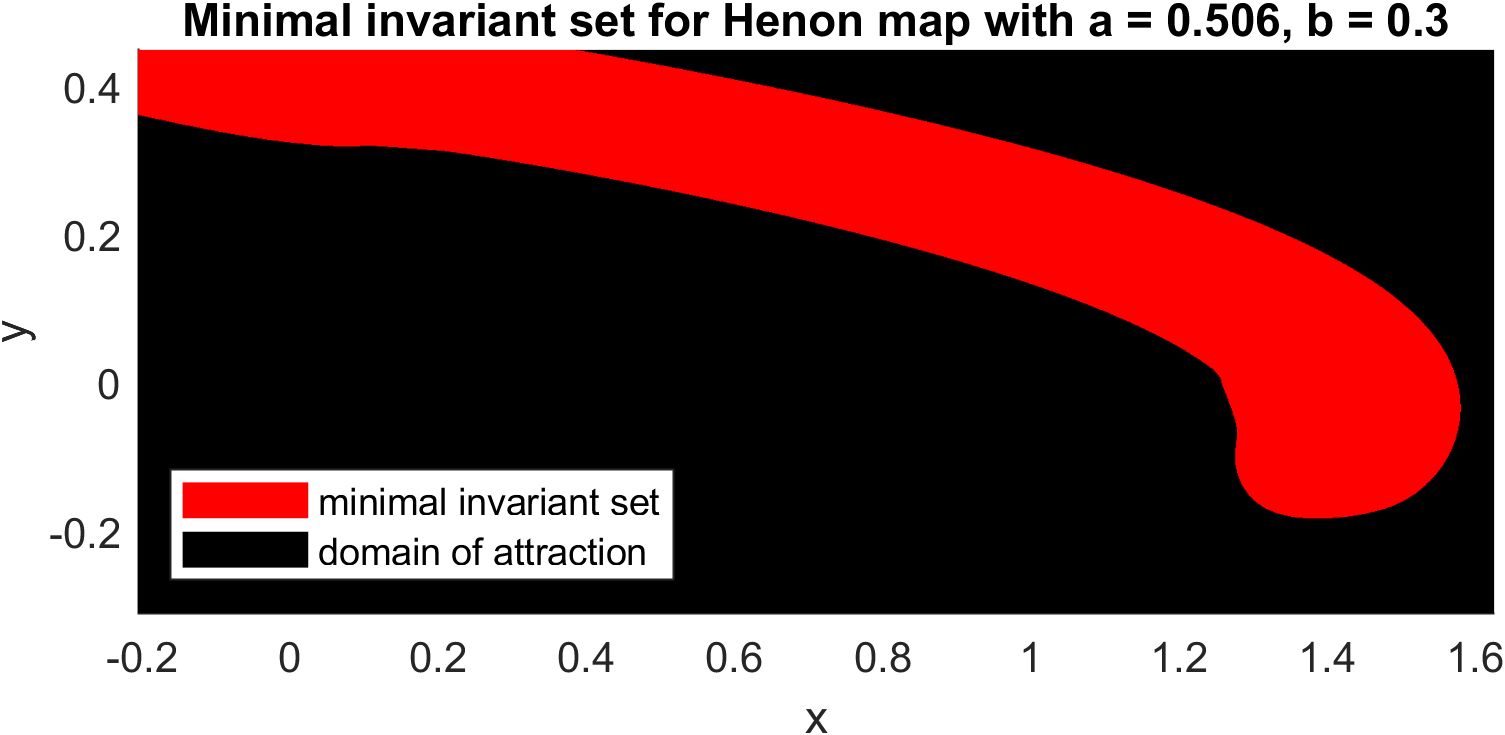 Minimal invariant set for Henon map with a = 0.506, b = 0.3
0.4
0.2
0
-0.2
y
minimal invariant set
domain of attraction
-0.2 0 0.2 0.4 0.6 0.8 1 1.2 1.4 1.6
x